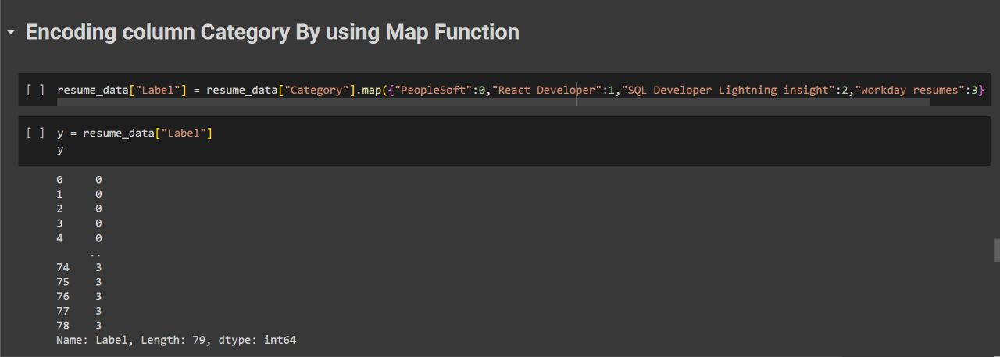 Encoding column Category By using Map Function
[ ] resume_data["Label"] = resume_data["Category"].map({"PeopleSoft":0,"React Developer":1,"SQL Developer Lightning insight":2,"workday resumes":3}
[ ] y = resume_data["Label"]
y
0 0
1 0
2 0
3 0
4 0
..
74 3
75 3
76 3
77 3
78 3
Name: Label, Length: 79, dtype: int64